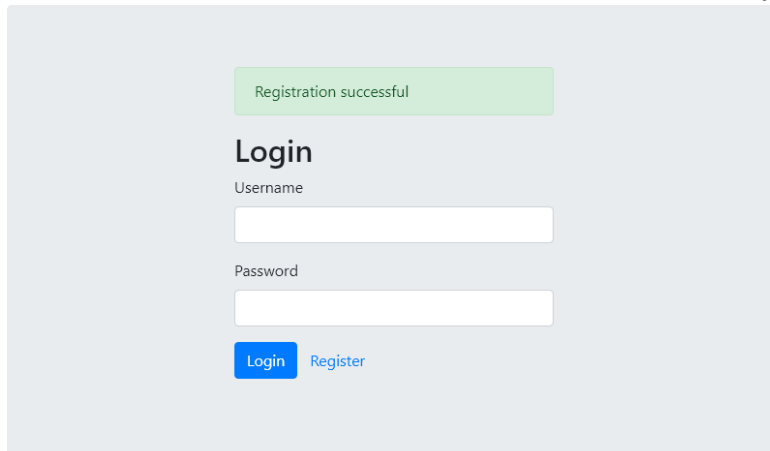 Registration successful
Login
Username
Password
Login Register